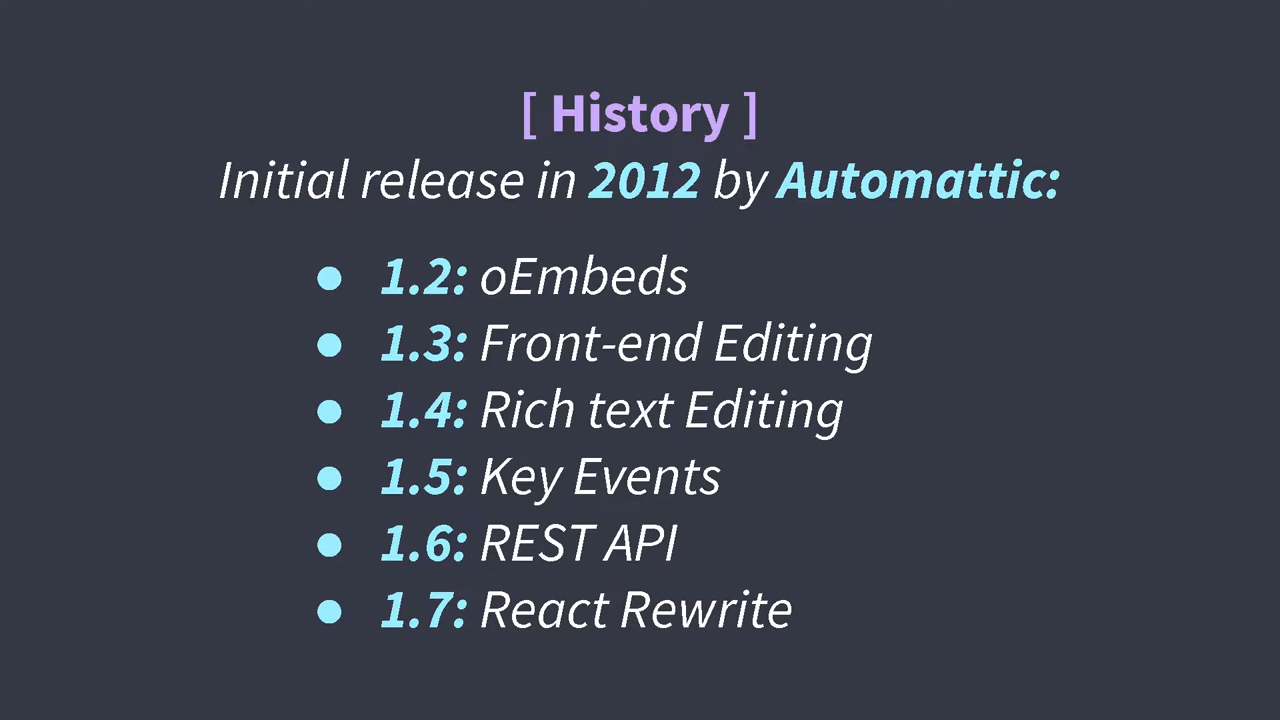 [ History ]
Initial release in 2012 by Automattic:
● 1.2: oEmbeds
● 1.3: Front-end Editing
● 1.4: Rich text Editing
● 1.5: Key Events
● 1.6: REST API
● 1.7: React Rewrite